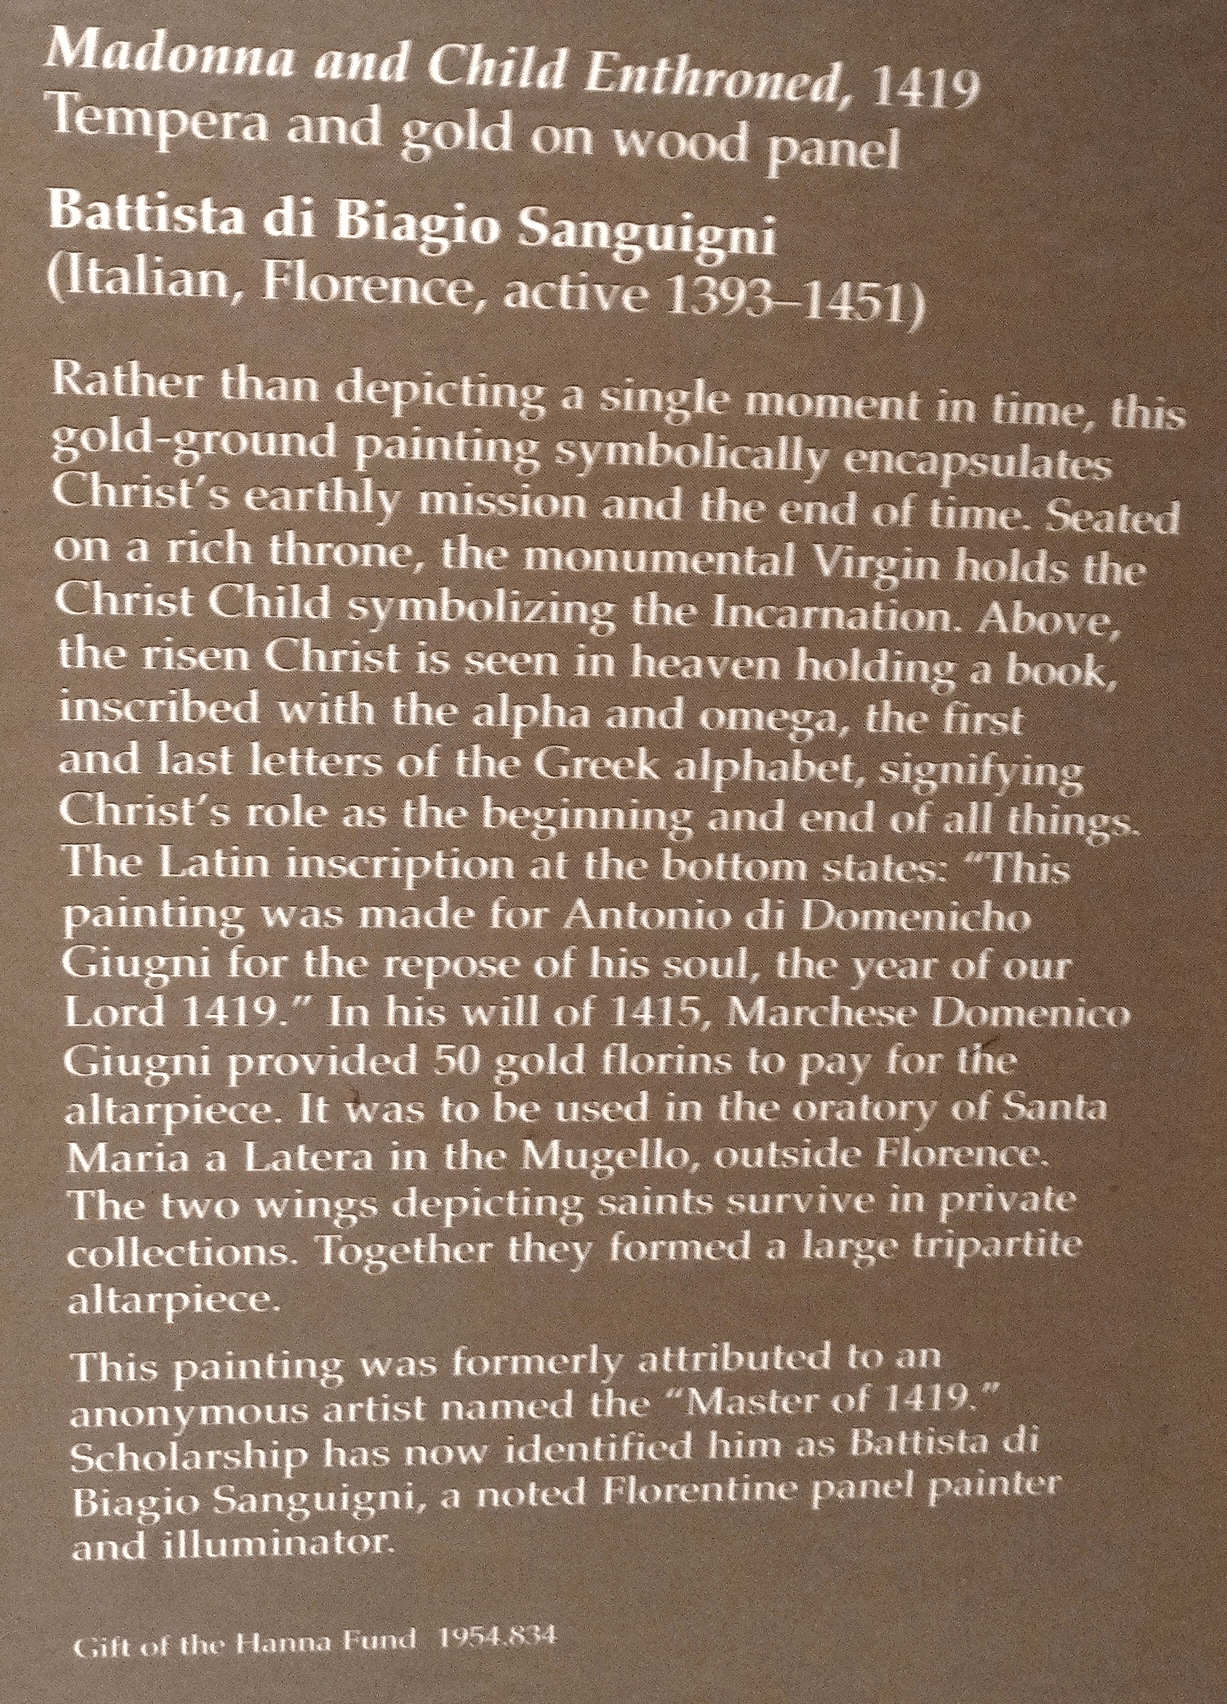 Madonna and Child Enthroned, 1419
Tempera and gold on wood panel
Battista di Biagio Sanguigni
(Italian, Florence, active 1393–1451)
Rather than depicting a single moment in time, this
gold-ground painting symbolically encapsulates
Christ's earthly mission and the end of time. Seated
on a rich throne, the monumental Virgin holds the
Christ Child symbolizing the Incarnation. Above,
the risen Christ is seen in heaven holding a book,
inscribed with the alpha and omega, the first
and last letters of the Greek alphabet, signifying
Christ's role as the beginning and end of all things.
The Latin inscription at the bottom states: “This
painting was made for Antonio di Domenicho
Giugni for the repose of his soul, the year of our
Lord 1419.” In his will of 1415, Marchese Domenico
Giugni provided 50 gold florins to pay for the
altarpiece. It was to be used in the oratory of Santa
Maria a Latera in the Mugello, outside Florence.
The two wings depicting saints survive in private
collections. Together they formed a large tripartite
altarpiece.
This painting was formerly attributed to an
anonymous artist named the “Master of 1419.”
Scholarship has now identified him as Battista di
Biagio Sanguigni, a noted Florentine panel painter
and illuminator.
Gift of the Hanna Fund 1954.834